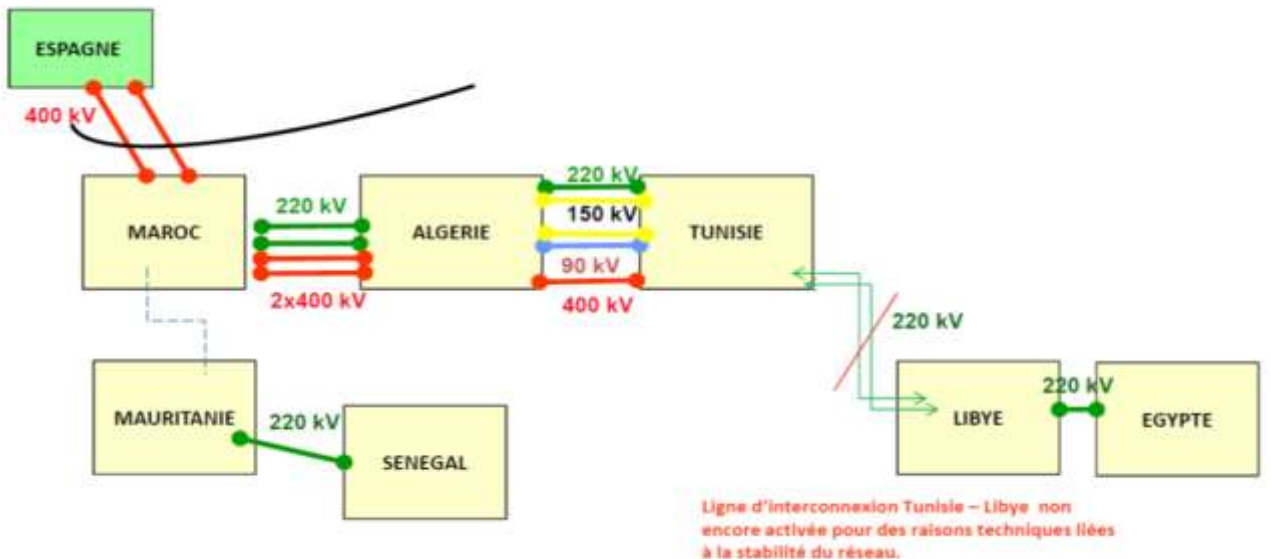 ESPAGNE
400 kV
220 kV
220 kV
150 kV
MAROC
ALGERIE
TUNISIE
90 kV
2x400 kV
400 kV
220 kV
220 kV
MAURITANIE
220 kV
LIBYE
EGYPTE
SENEGAL
Ligne d'interconnexion Tunisie – Libye non
encore activée pour des raisons techniques liées
à la stabilité du réseau.